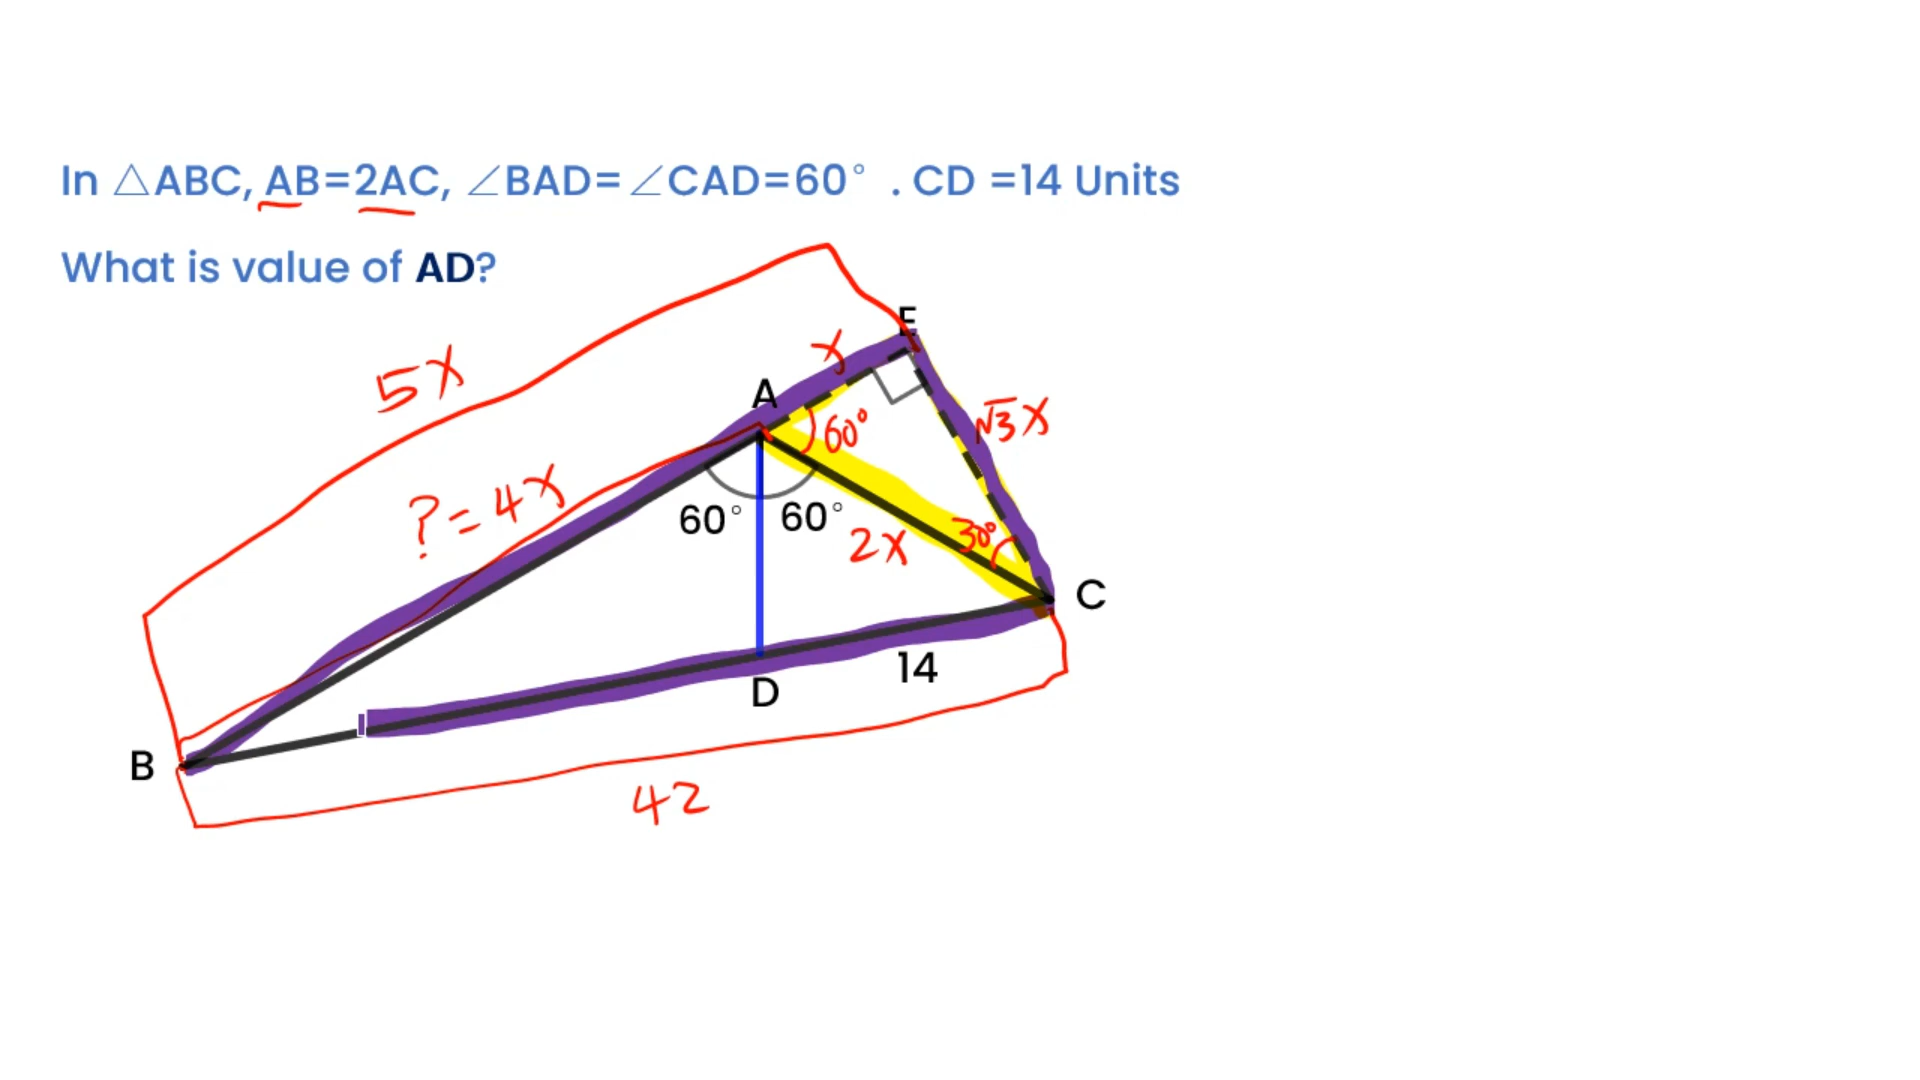 In △ABC, AB=2AC, ∠BAD=∠CAD=60° . CD =14 Units
What is value of AD?
E
x
5x
A
√3x
60°
?=4x
60°
60°
2x
30°
C
14
D
B
42